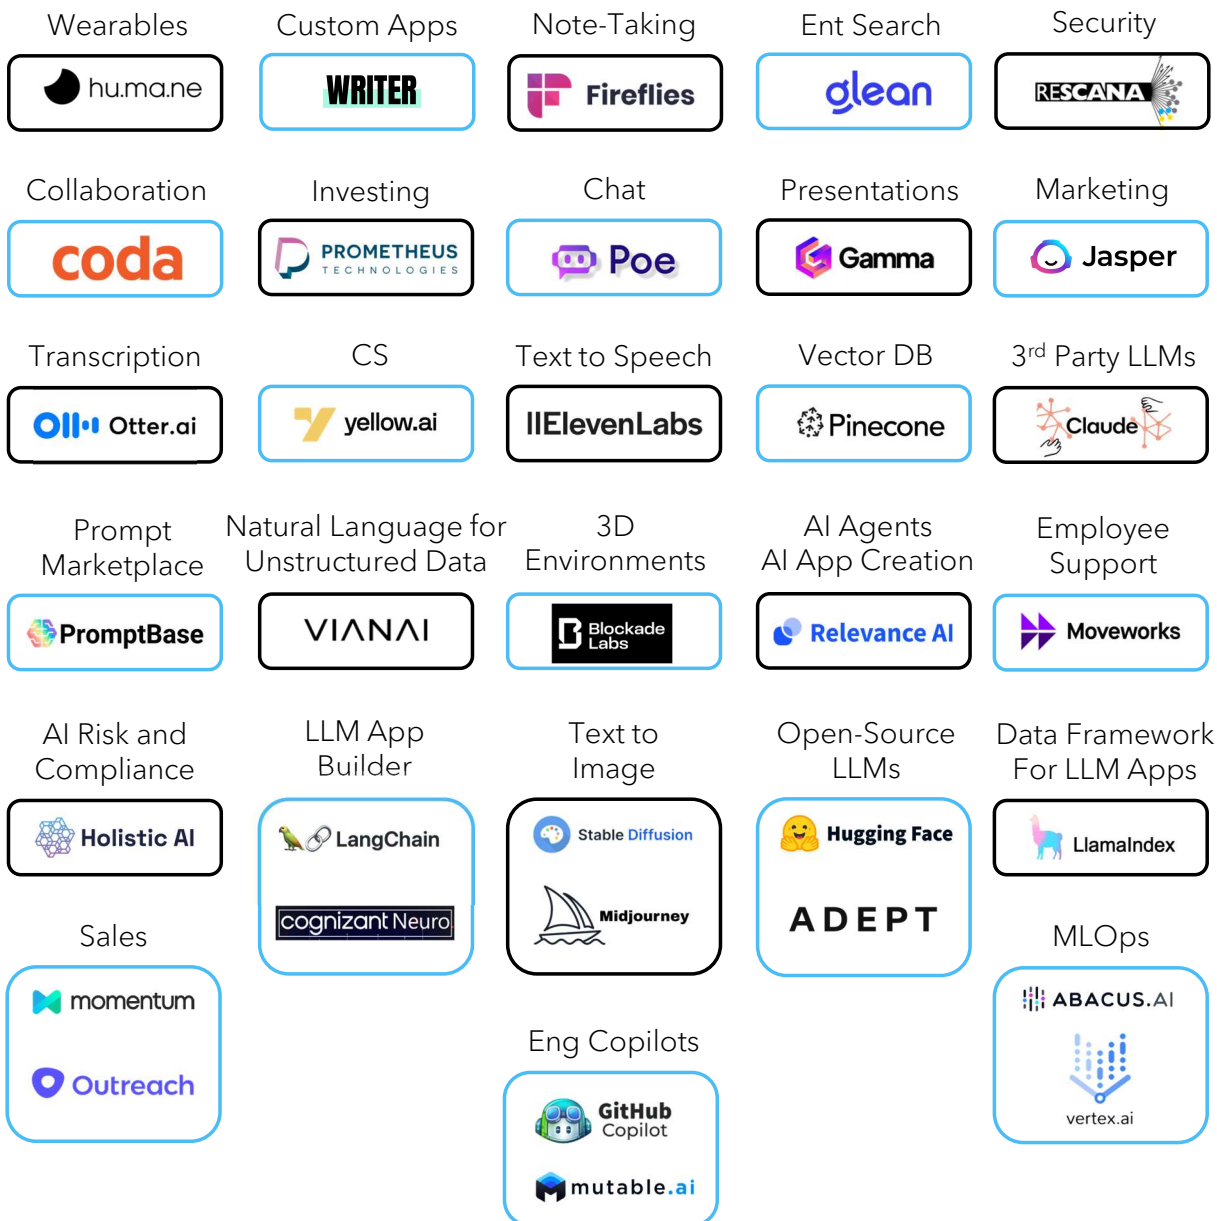 Wearables
hu.ma.ne
Custom Apps
WRITER
Note-Taking
Fireflies
Ent Search
glean
Security
RESCANA
Collaboration
coda
Investing
PROMETHEUS
TECHNOLOGIES
Chat
Poe
Presentations
Gamma
Marketing
Jasper
Transcription
Otter.ai
CS
yellow.ai
Text to Speech
IIElevenLabs
Vector DB
Pinecone
3rd Party LLMs
Claude
Prompt
Marketplace
PromptBase
Natural Language for
Unstructured Data
VIANAI
3D
Environments
Blockade
Labs
AI Agents
AI App Creation
Relevance AI
Employee
Support
Moveworks
AI Risk and
Compliance
Holistic AI
LLM App
Builder
LangChain
cognizant Neuro
Text to
Image
Stable Diffusion
Midjourney
Open-Source
LLMs
Hugging Face
ADEPT
Data Framework
For LLM Apps
LlamaIndex
Sales
momentum
Outreach
Eng Copilots
GitHub
Copilot
mutable.ai
MLOps
ABACUS.AI
vertex.ai